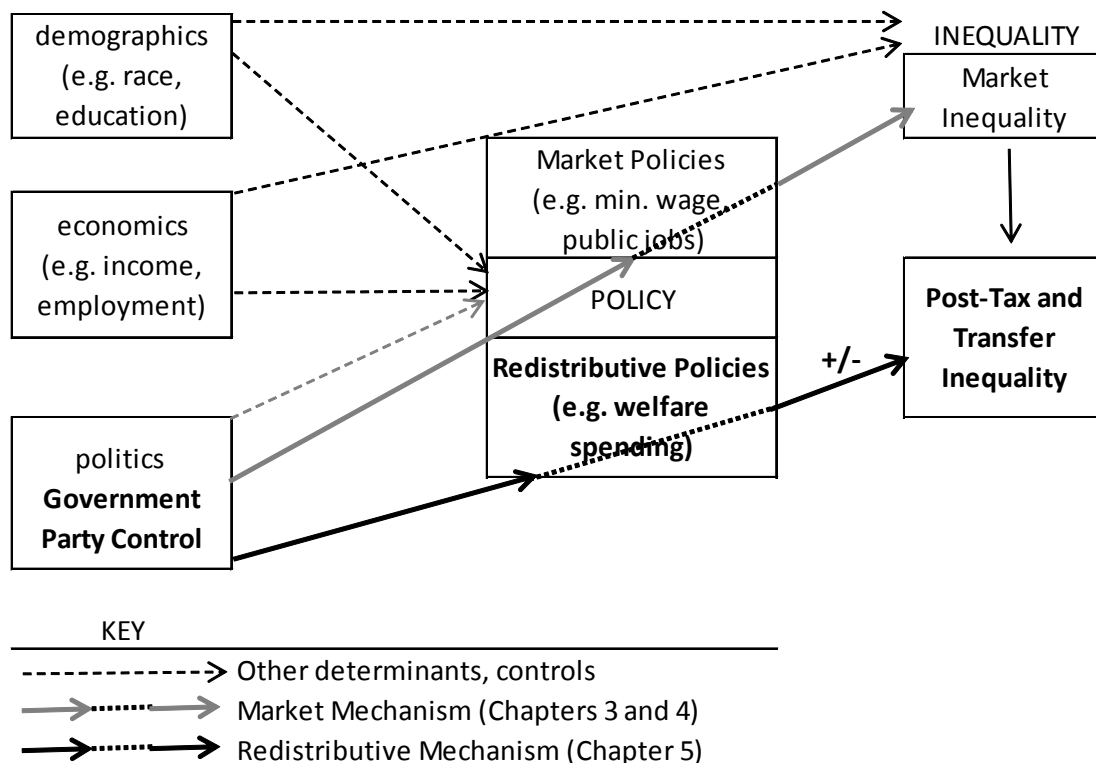 demographics
(e.g. race,
education)
economics
(e.g. income,
employment)
politics
Government
Party Control
Market Policies
(e.g. min. wage,
public jobs)
POLICY
Redistributive Policies
(e.g. welfare
spending)
+/-
INEQUALITY
Market
Inequality
Post-Tax and
Transfer
Inequality
KEY
Other determinants, controls
Market Mechanism (Chapters 3 and 4)
Redistributive Mechanism (Chapter 5)